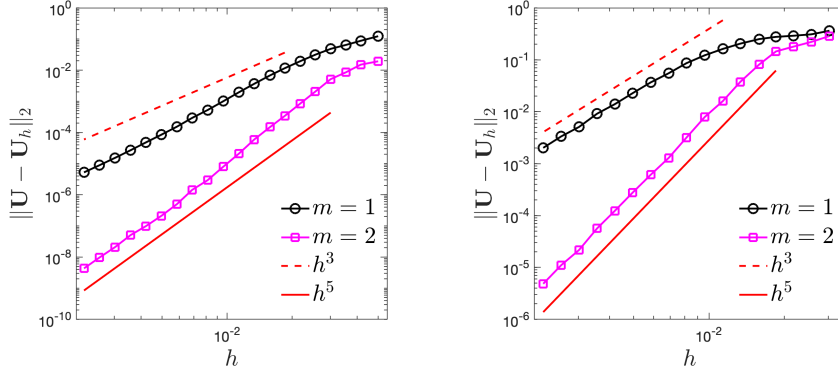 10^0
10^-2
10^-4
10^-6
10^-8
10^-10
‖U − U_h‖_2
10^-2
h
m = 1
m = 2
h^3
h^5
10^0
10^-1
10^-2
10^-3
10^-4
10^-5
10^-6
‖U − U_h‖_2
10^-2
h
m = 1
m = 2
h^3
h^5